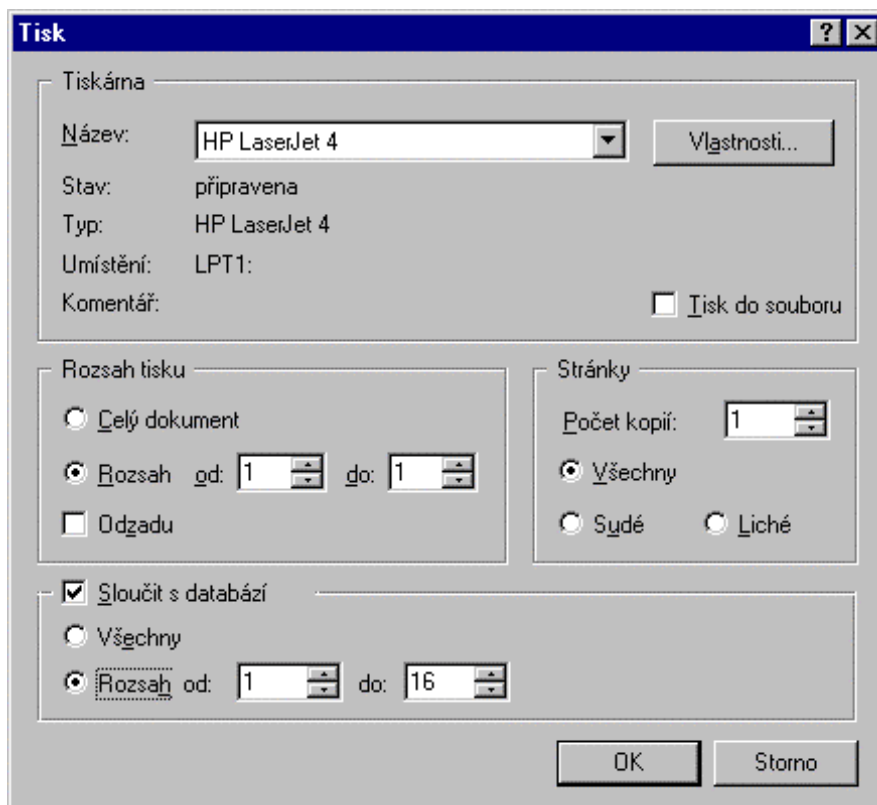 Tisk
Tiskárna
Název: HP LaserJet 4 Vlastnosti...
Stav: připravena
Typ: HP LaserJet 4
Umístění: LPT1:
Komentář: Tisk do souboru
Rozsah tisku
Celý dokument
Rozsah od: 1 do: 1
Odzadu
Stránky
Počet kopií: 1
Všechny
Sudé Liché
Sloučit s databází
Všechny
Rozsah od: 1 do: 16
OK Storno